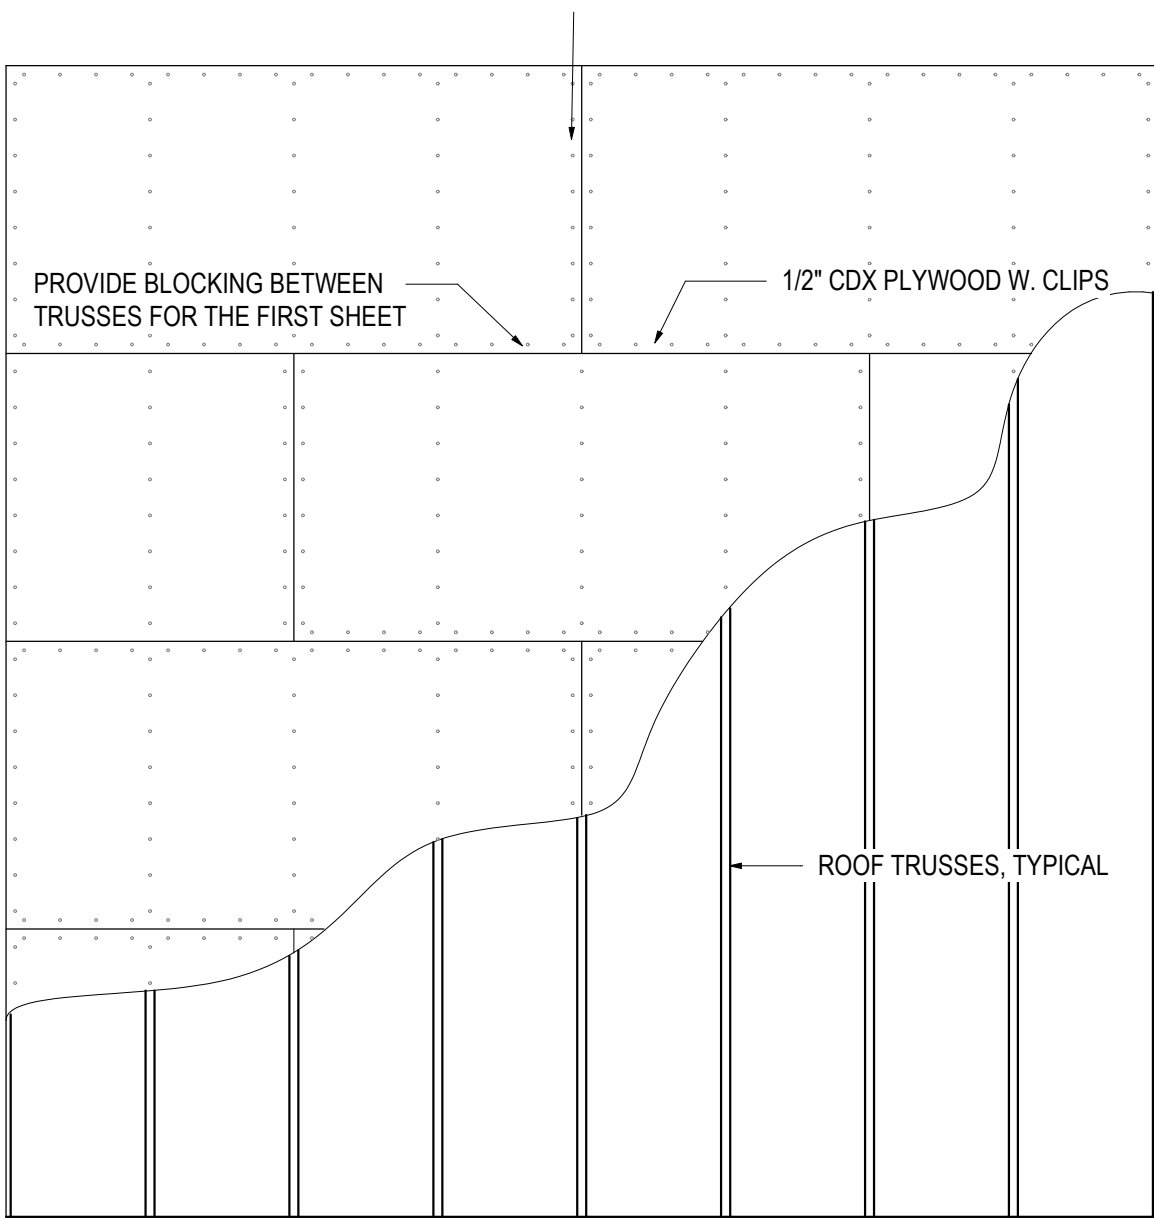 PROVIDE BLOCKING BETWEEN
TRUSSES FOR THE FIRST SHEET
1/2" CDX PLYWOOD W. CLIPS
ROOF TRUSSES, TYPICAL